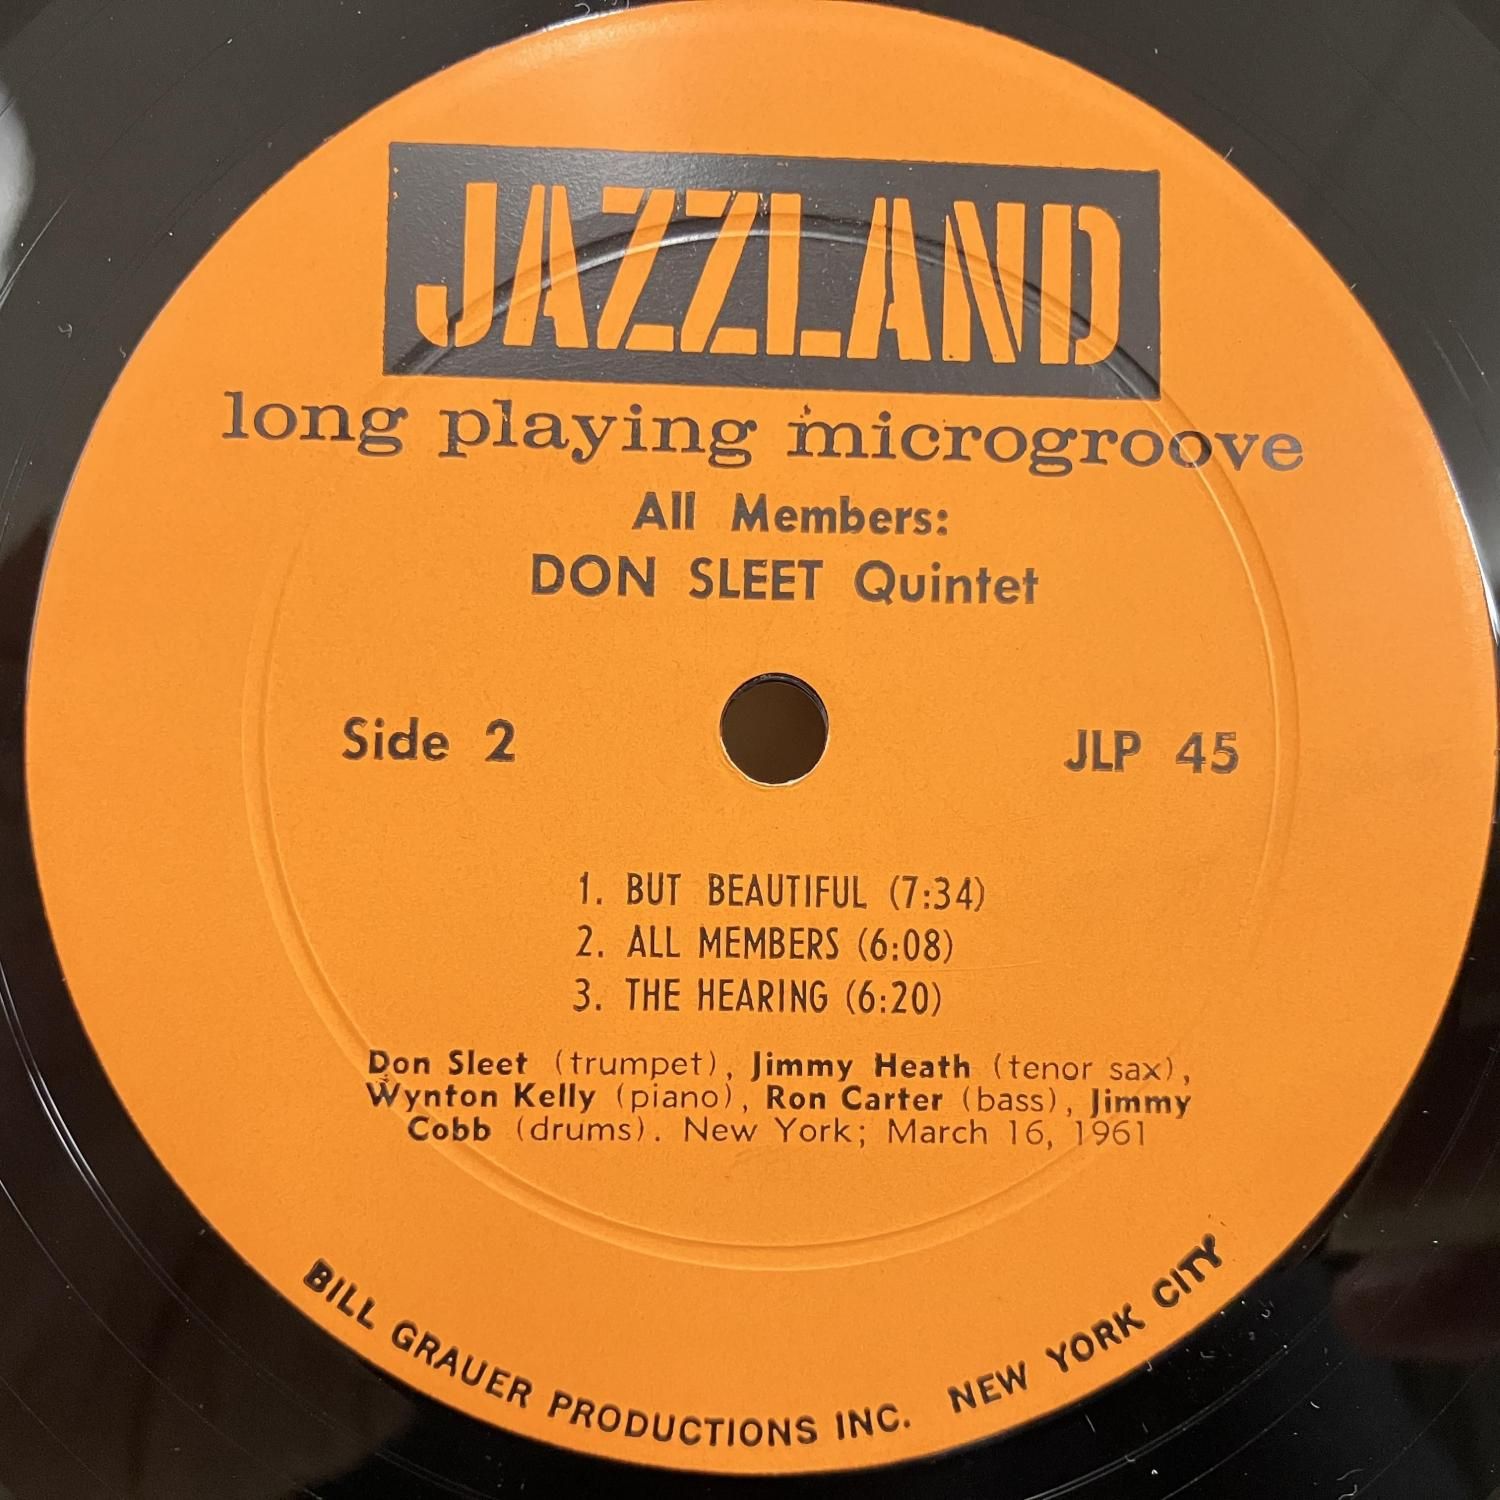 JAZZLAND
long playing microgroove
All Members:
DON SLEET Quintet
Side 2
JLP 45
1. BUT BEAUTIFUL (7:34)
2. ALL MEMBERS (6:08)
3. THE HEARING (6:20)
Don Sleet (trumpet), Jimmy Heath (tenor sax),
Wynton Kelly (piano), Ron Carter (bass), Jimmy
Cobb (drums). New York; March 16, 1961
BILL GRAUER PRODUCTIONS INC. NEW YORK CITY